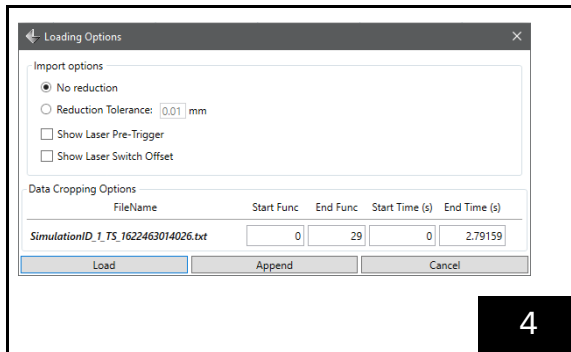 Loading Options
Import options
No reduction
Reduction Tolerance: 0.01 mm
Show Laser Pre-Trigger
Show Laser Switch Offset
Data Cropping Options
FileName Start Func End Func Start Time (s) End Time (s)
SimulationID_1_TS_1622463014026.txt 0 29 0 2.79159
Load Append Cancel
4